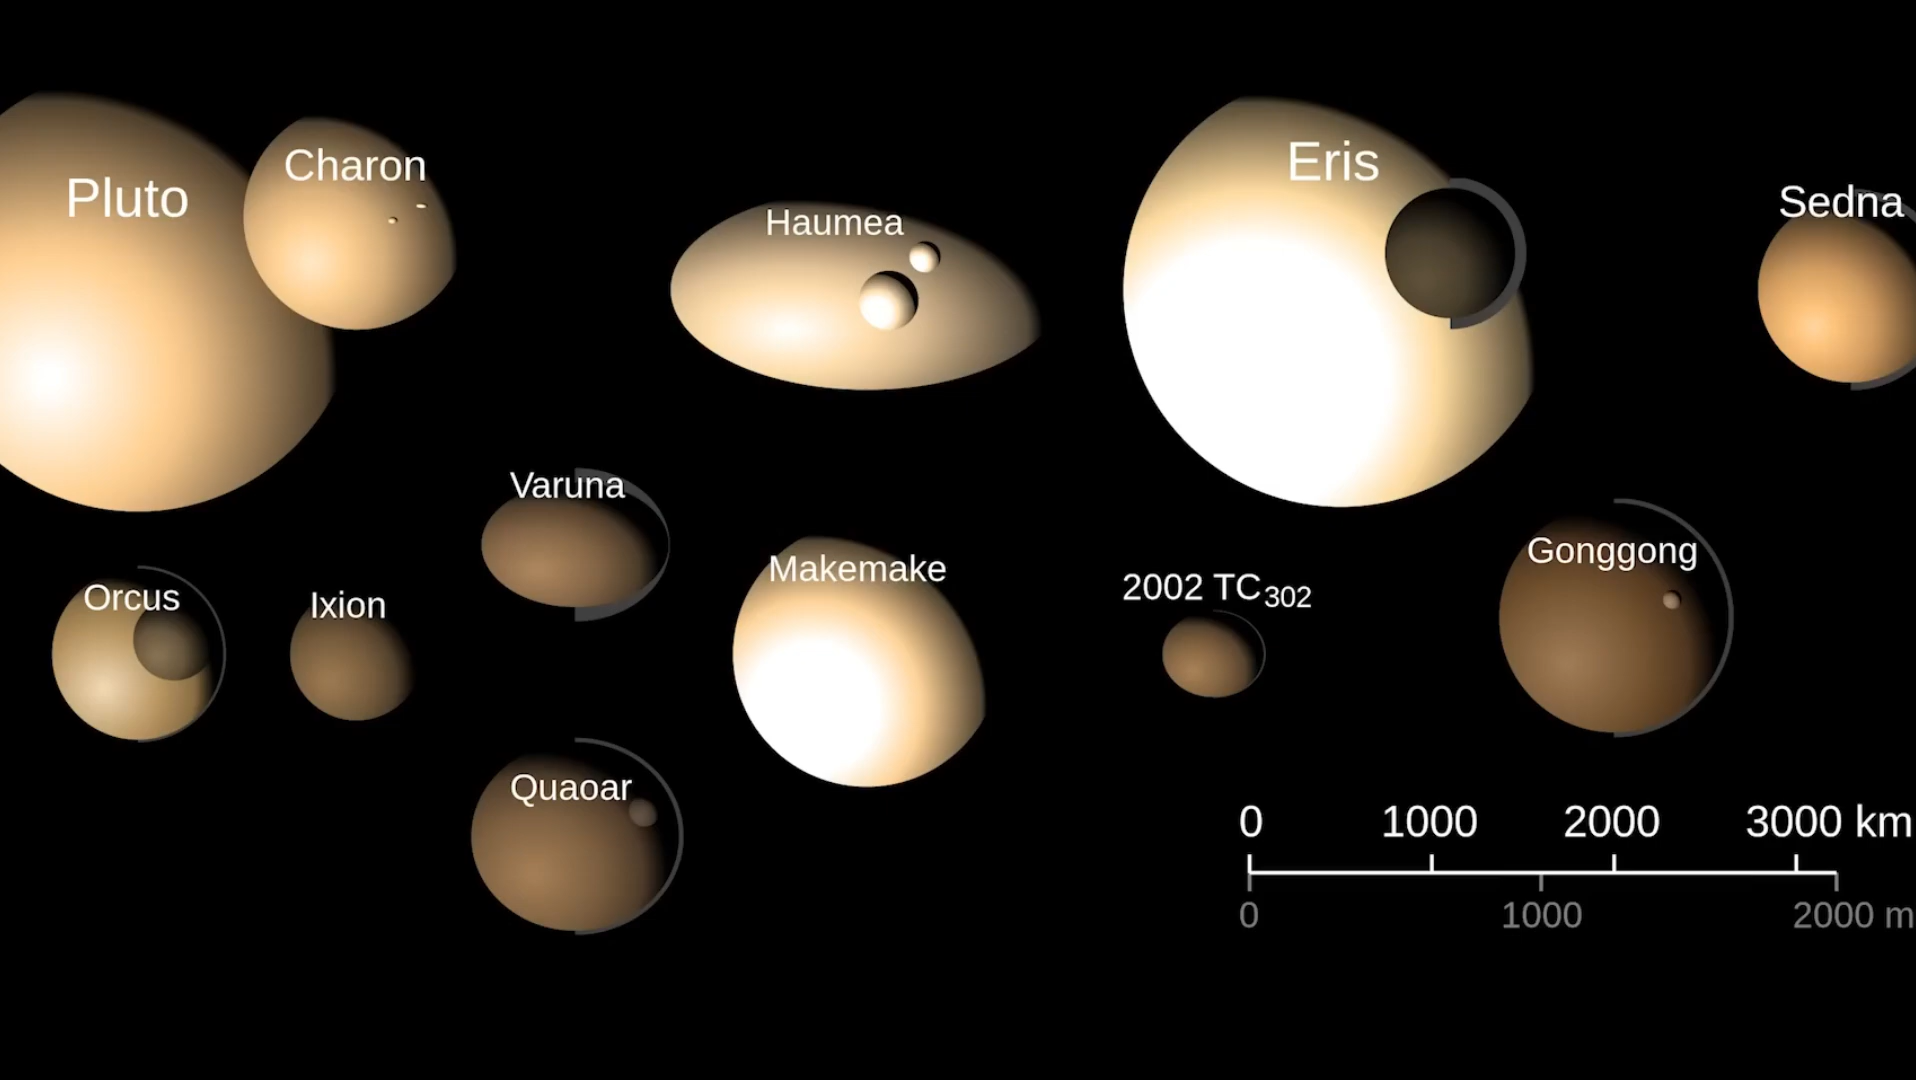 Pluto
Charon
Haumea
Eris
Sedna
Varuna
Orcus
Ixion
Makemake
2002 TC302
Gonggong
Quaoar
0 1000 2000 3000 km
0 1000 2000 m